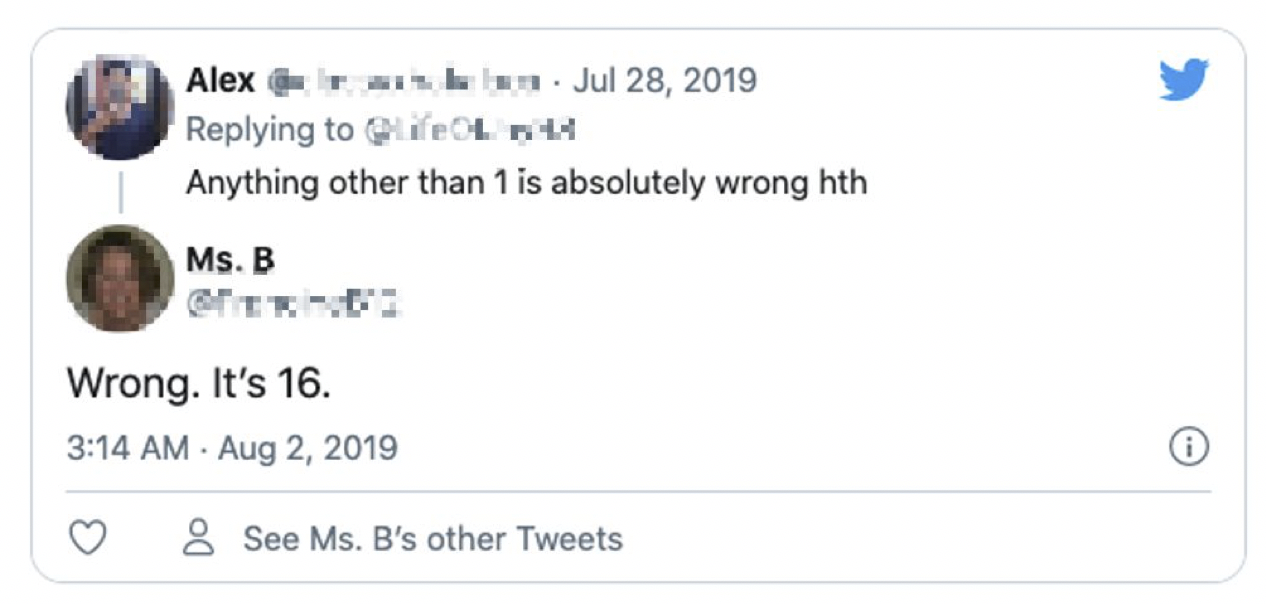 Alex · Jul 28, 2019
Replying to
Anything other than 1 is absolutely wrong hth
Ms. B
Wrong. It's 16.
3:14 AM · Aug 2, 2019
See Ms. B's other Tweets